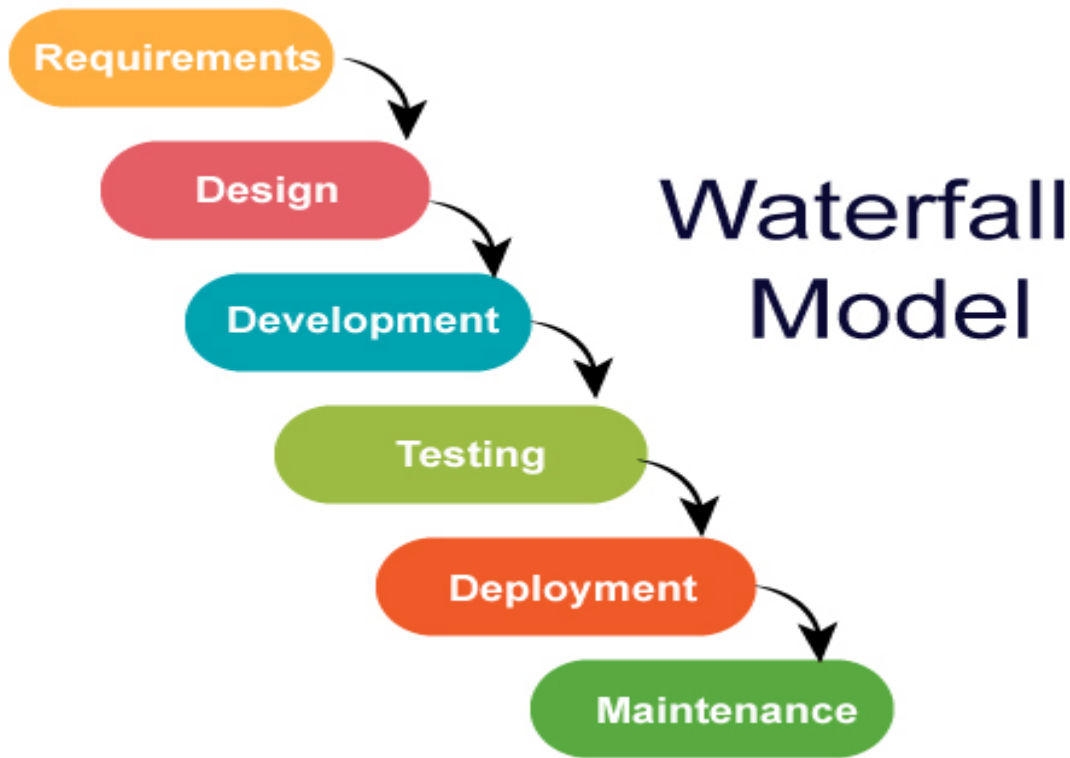 Requirements
Design
Waterfall
Model
Development
Testing
Deployment
Maintenance